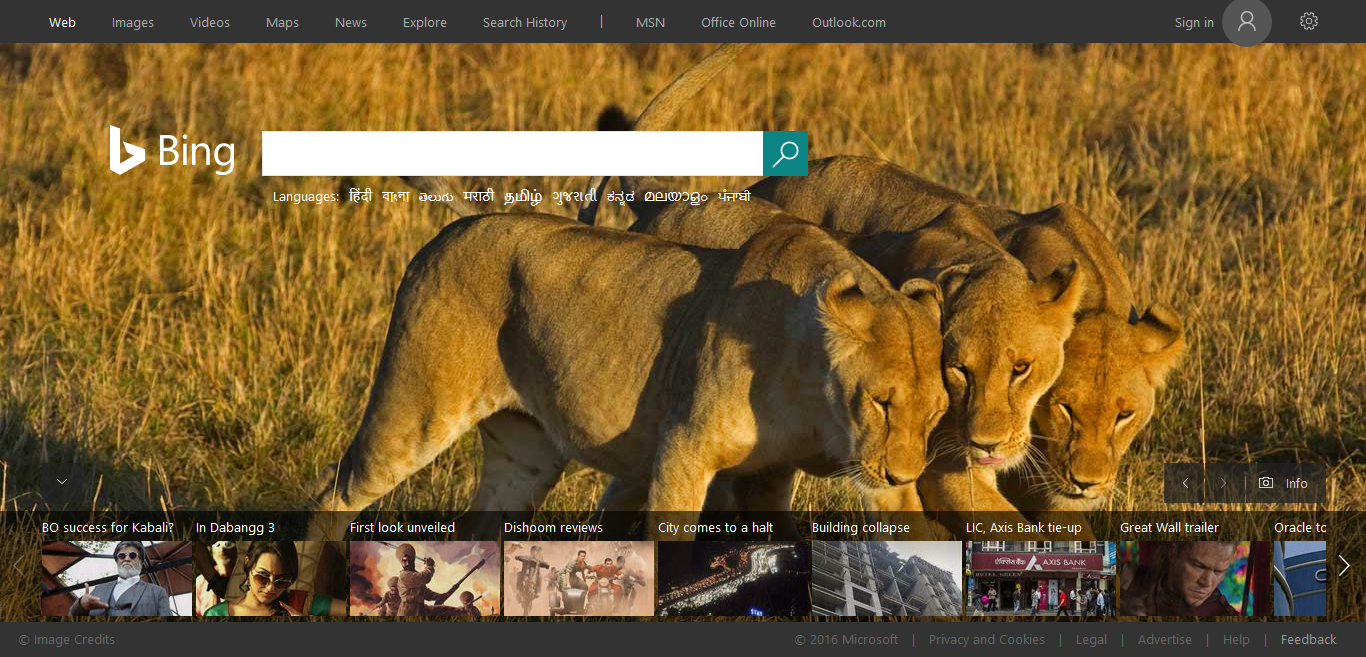 Web Images Videos Maps News Explore Search History | MSN Office Online Outlook.com Sign in
Bing
Languages: हिंदी বাংলা తెలుగు मराठी தமிழ் ગુજરાતી ಕನ್ನಡ മലയാളം ਪੰਜਾਬੀ
Info
BO success for Kabali? In Dabangg 3 First look unveiled Dishoom reviews City comes to a halt Building collapse LIC, Axis Bank tie-up Great Wall trailer Oracle to
AXIS BANK
© Image Credits © 2016 Microsoft | Privacy and Cookies | Legal | Advertise | Help | Feedback